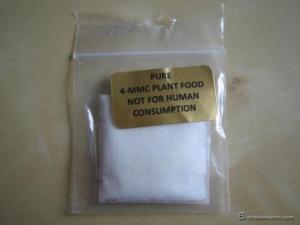 PURE
4-MMC PLANT FOOD
NOT FOR HUMAN
CONSUMPTION